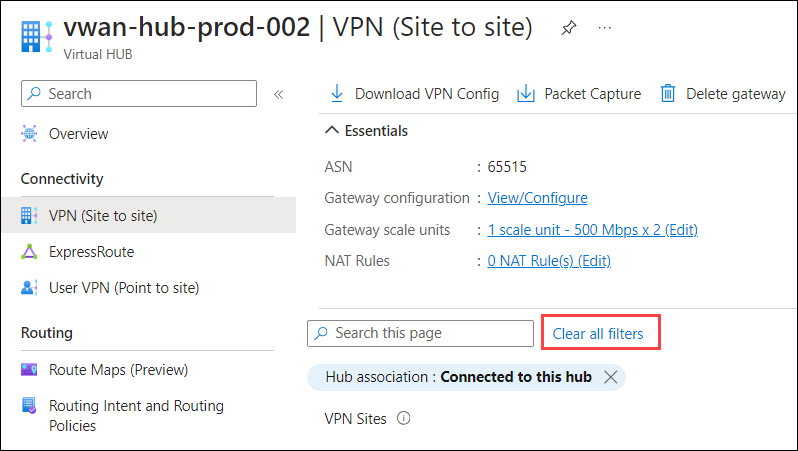 vwan-hub-prod-002 | VPN (Site to site)
Virtual HUB
Search
Overview
Connectivity
VPN (Site to site)
ExpressRoute
User VPN (Point to site)
Routing
Route Maps (Preview)
Routing Intent and Routing
Policies
Download VPN Config
Packet Capture
Delete gateway
Essentials
ASN : 65515
Gateway configuration : View/Configure
Gateway scale units : 1 scale unit - 500 Mbps x 2 (Edit)
NAT Rules : 0 NAT Rule(s) (Edit)
Search this page
Clear all filters
Hub association : Connected to this hub
VPN Sites